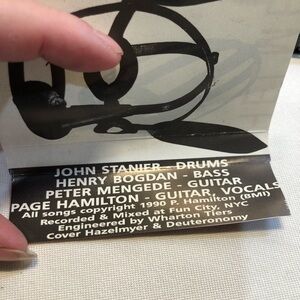 JOHN STANIER - DRUMS
HENRY BOGDAN - BASS
PETER MENGEDE - GUITAR
PAGE HAMILTON - GUITAR, VOCALS
All songs copyright 1990 P. Hamilton (BMI)
Recorded & Mixed at Fun City, NYC
Engineered by Wharton Tiers
Cover Hazelmyer & Deuteronomy